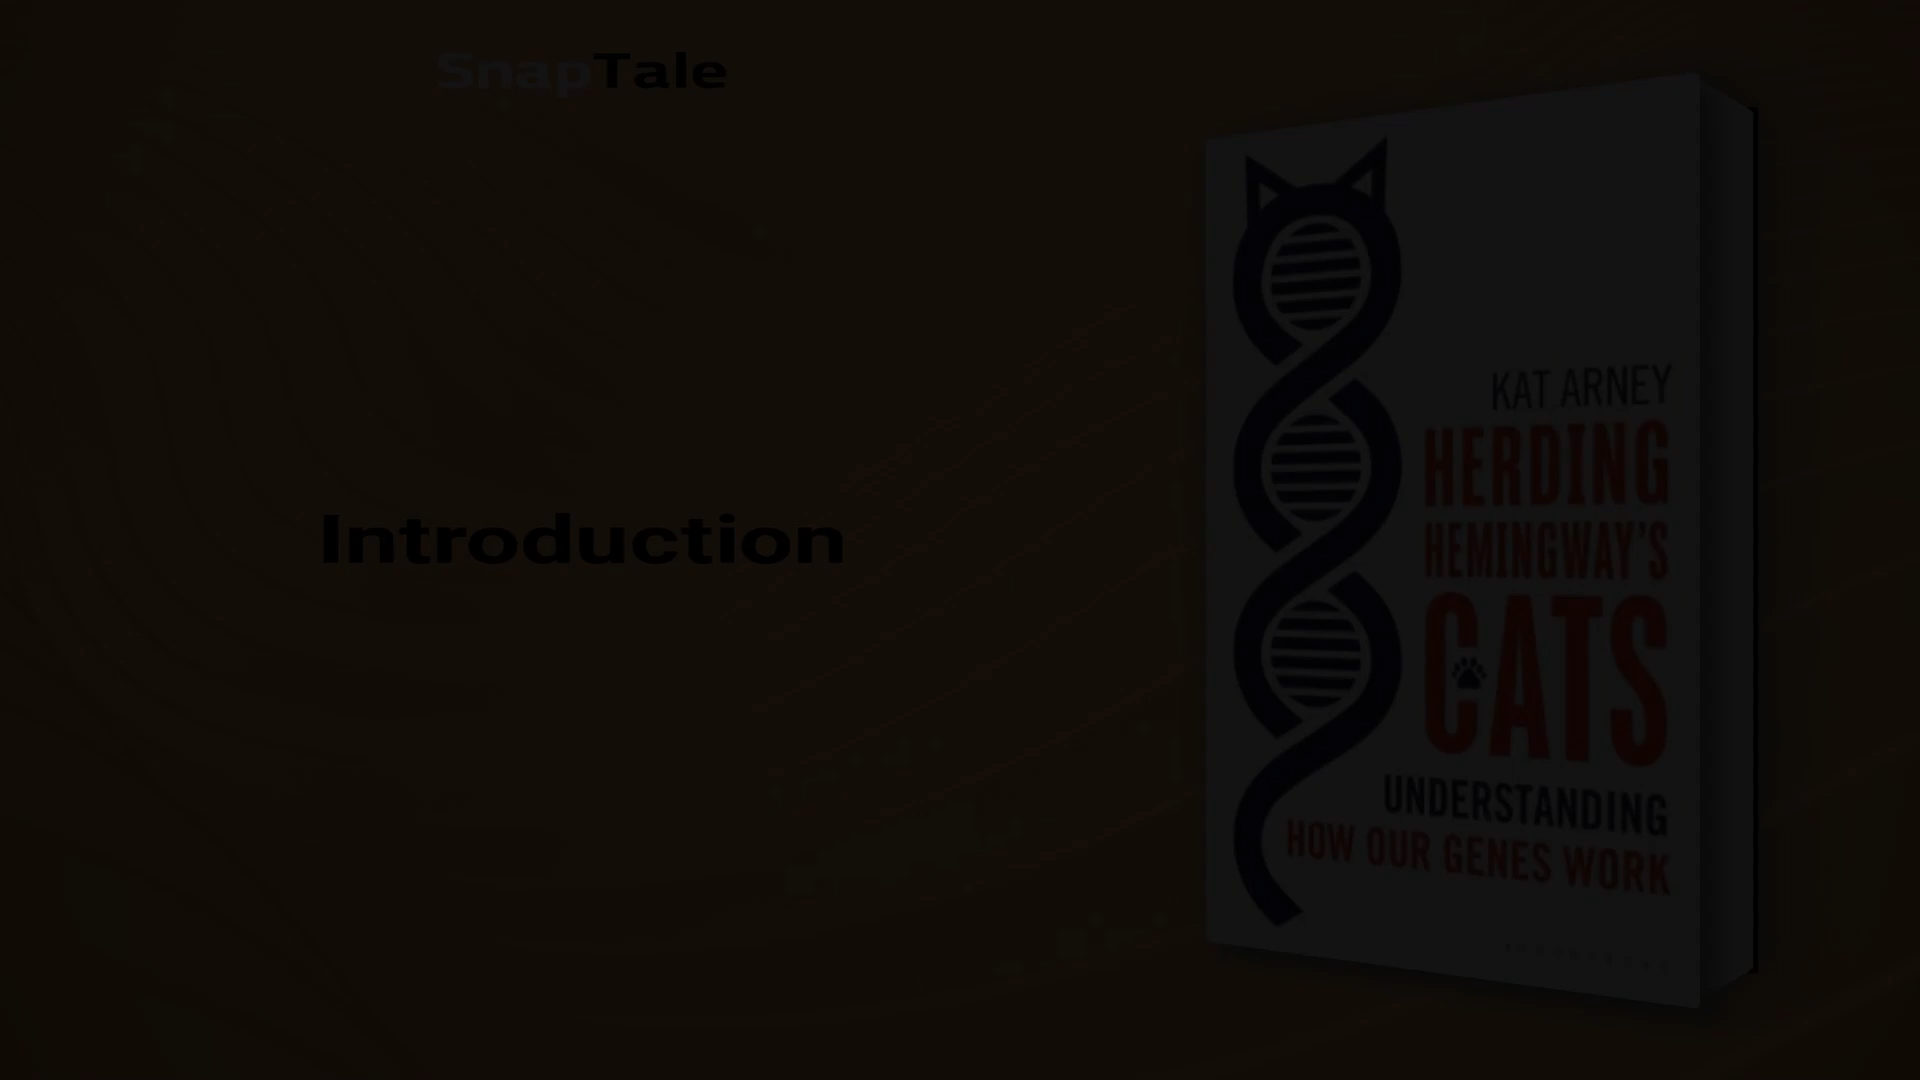 SnapTale
Introduction
KAT ARNEY
HERDING
HEMINGWAY'S
CATS
UNDERSTANDING
HOW OUR GENES WORK